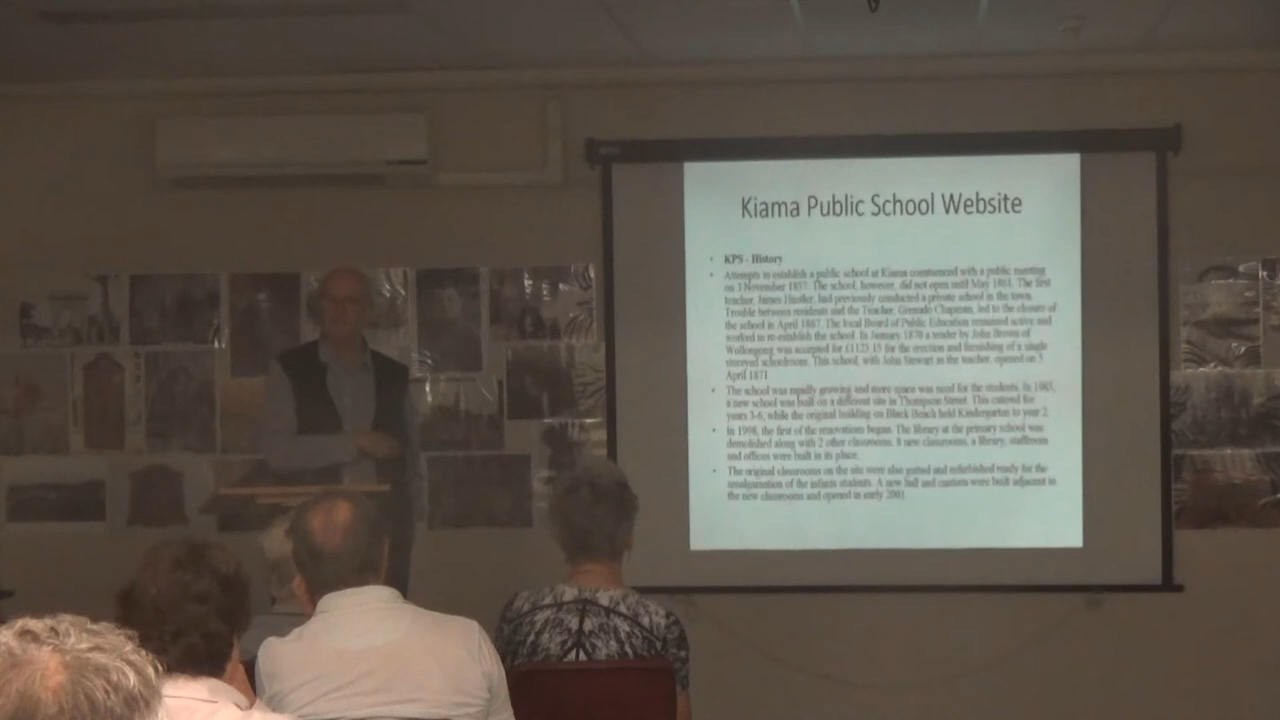 Kiama Public School Website
• KPS - History
• Attempts to establish a public school at Kiama commenced with a public meeting
on 3 November 1857. The school, however, did not open until May 1861. The first
teacher, James Hustler, had previously conducted a private school in the town.
Trouble between residents and the Teacher, Grenado Chapman, led to the closure of
the school in April 1867. The local Board of Public Education remained active and
worked to re-establish the school. In January 1870 a tender by John Brown of
Wollongong was accepted for 15 for the erection and furnishing of a single
storeyed schoolroom. This school, with John Stewart as the teacher, opened on
April 1871
• The school was rapidly growing and more space was need for the students. In
a new school was built on a different site in Thompson Street. This catered for
years 3-6, while the original building on Black Beach held Kindergarten to year 2.
• In 1998, the first of the renovations began. The library at the primary school was
demolished along with 2 other classrooms. 8 new classrooms, a library, staffroom
and offices were built in its place.
• The original classrooms on the site were also gutted and refurbished ready for the
amalgamation of the infants students. A new hall and canteen were built adjacent to
the new classrooms and opened in early 2001.